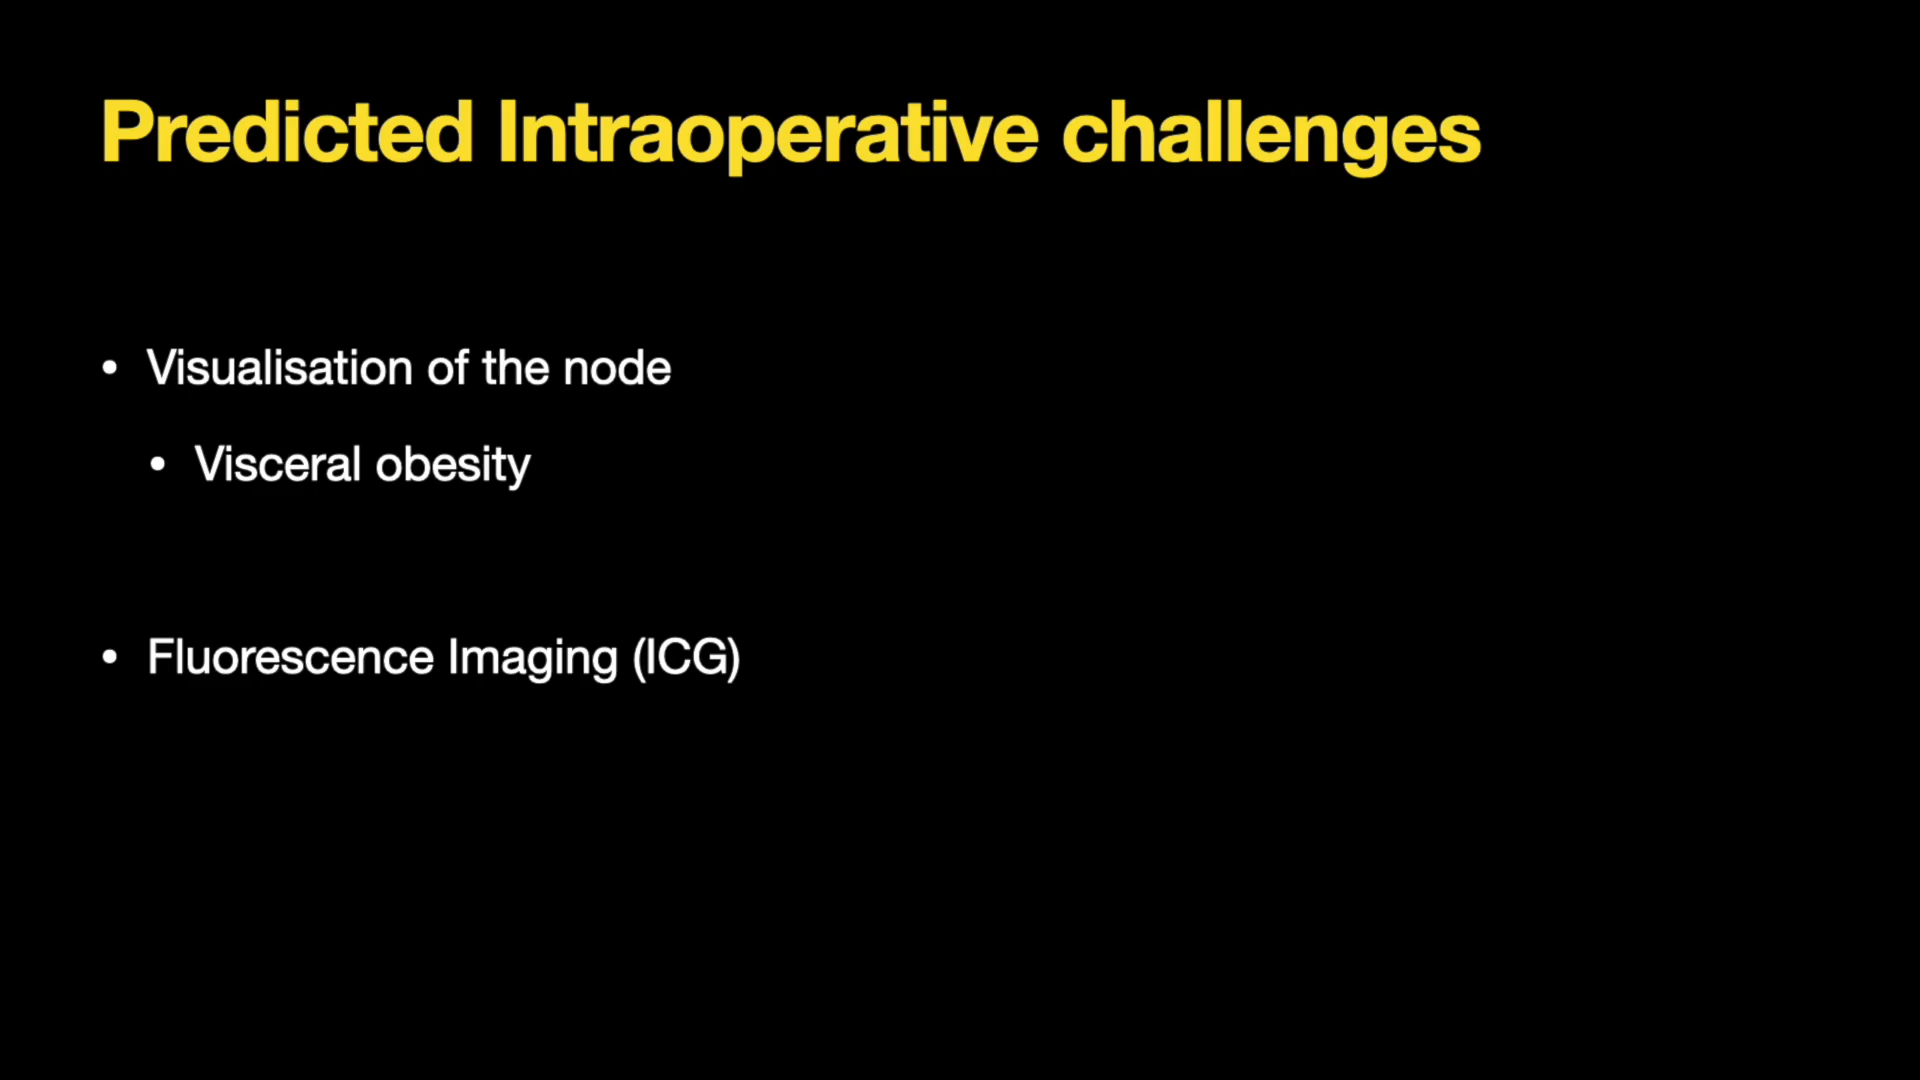 Predicted Intraoperative challenges
• Visualisation of the node
• Visceral obesity
• Fluorescence Imaging (ICG)